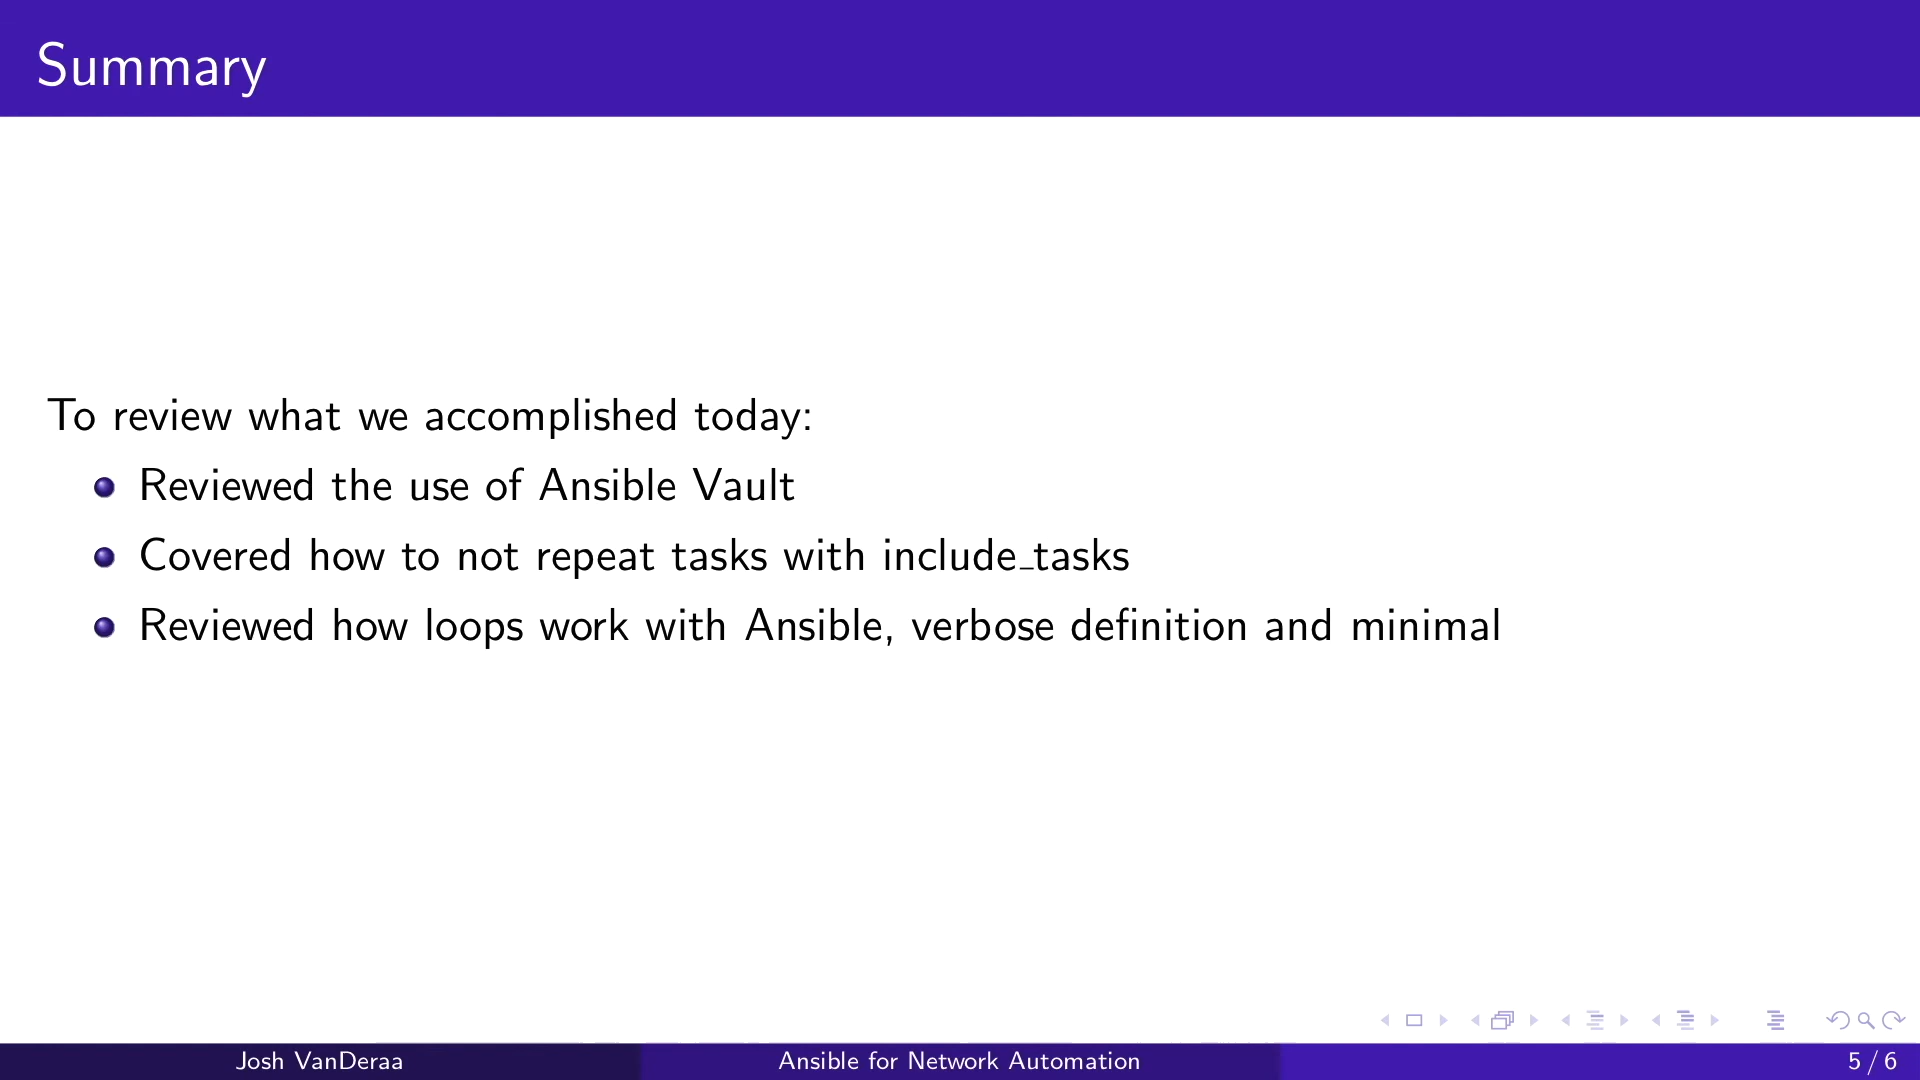 Summary
To review what we accomplished today:
Reviewed the use of Ansible Vault
Covered how to not repeat tasks with include_tasks
Reviewed how loops work with Ansible, verbose definition and minimal
Josh VanDeraa
Ansible for Network Automation
5 / 6